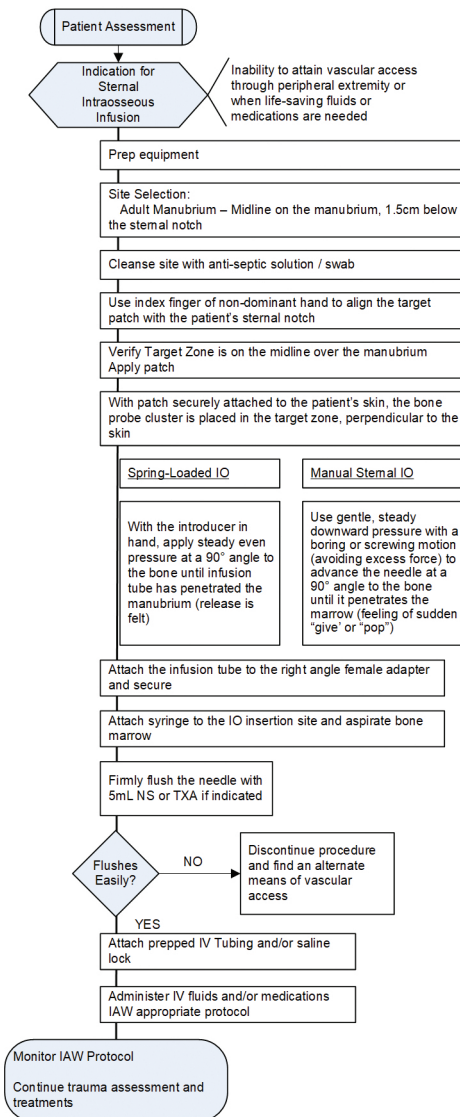 Patient Assessment
Indication for
Sternal
Intraosseous
Infusion
Inability to attain vascular access
through peripheral extremity or
when life-saving fluids or
medications are needed
Prep equipment
Site Selection:
Adult Manubrium – Midline on the manubrium, 1.5cm below
the sternal notch
Cleanse site with anti-septic solution / swab
Use index finger of non-dominant hand to align the target
patch with the patient's sternal notch
Verify Target Zone is on the midline over the manubrium
Apply patch
With patch securely attached to the patient's skin, the bone
probe cluster is placed in the target zone, perpendicular to the
skin
Spring-Loaded IO
With the introducer in
hand, apply steady even
pressure at a 90° angle to
the bone until infusion
tube has penetrated the
manubrium (release is
felt)
Manual Sternal IO
Use gentle, steady
downward pressure with a
boring or screwing motion
(avoiding excess force) to
advance the needle at a
90° angle to the bone
until it penetrates the
marrow (feeling of sudden
"give' or "pop")
Attach the infusion tube to the right angle female adapter
and secure
Attach syringe to the IO insertion site and aspirate bone
marrow
Firmly flush the needle with
5mL NS or TXA if indicated
Flushes
Easily?
NO
Discontinue procedure
and find an alternate
means of vascular
access
YES
Attach prepped IV Tubing and/or saline
lock
Administer IV fluids and/or medications
IAW appropriate protocol
Monitor IAW Protocol
Continue trauma assessment and
treatments